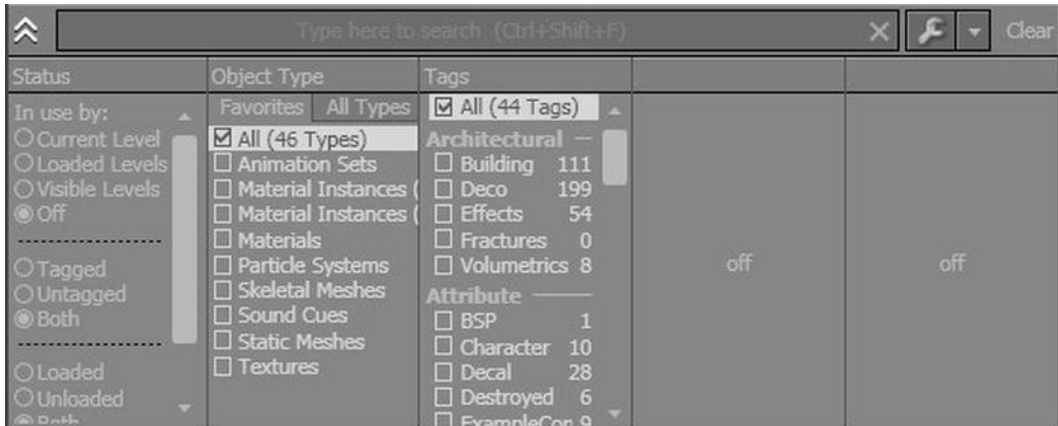 Type here to search (Ctrl+Shift+F)
Clear
Status
In use by:
Current Level
Loaded Levels
Visible Levels
Off
Tagged
Untagged
Both
Loaded
Unloaded
Both
Object Type
Favorites All Types
All (46 Types)
Animation Sets
Material Instances (
Material Instances (
Materials
Particle Systems
Skeletal Meshes
Sound Cues
Static Meshes
Textures
Tags
All (44 Tags)
Architectural
Building 111
Deco 199
Effects 54
Fractures 0
Volumetrics 8
Attribute
BSP 1
Character 10
Decal 28
Destroyed 6
ExampleCon 9
off
off